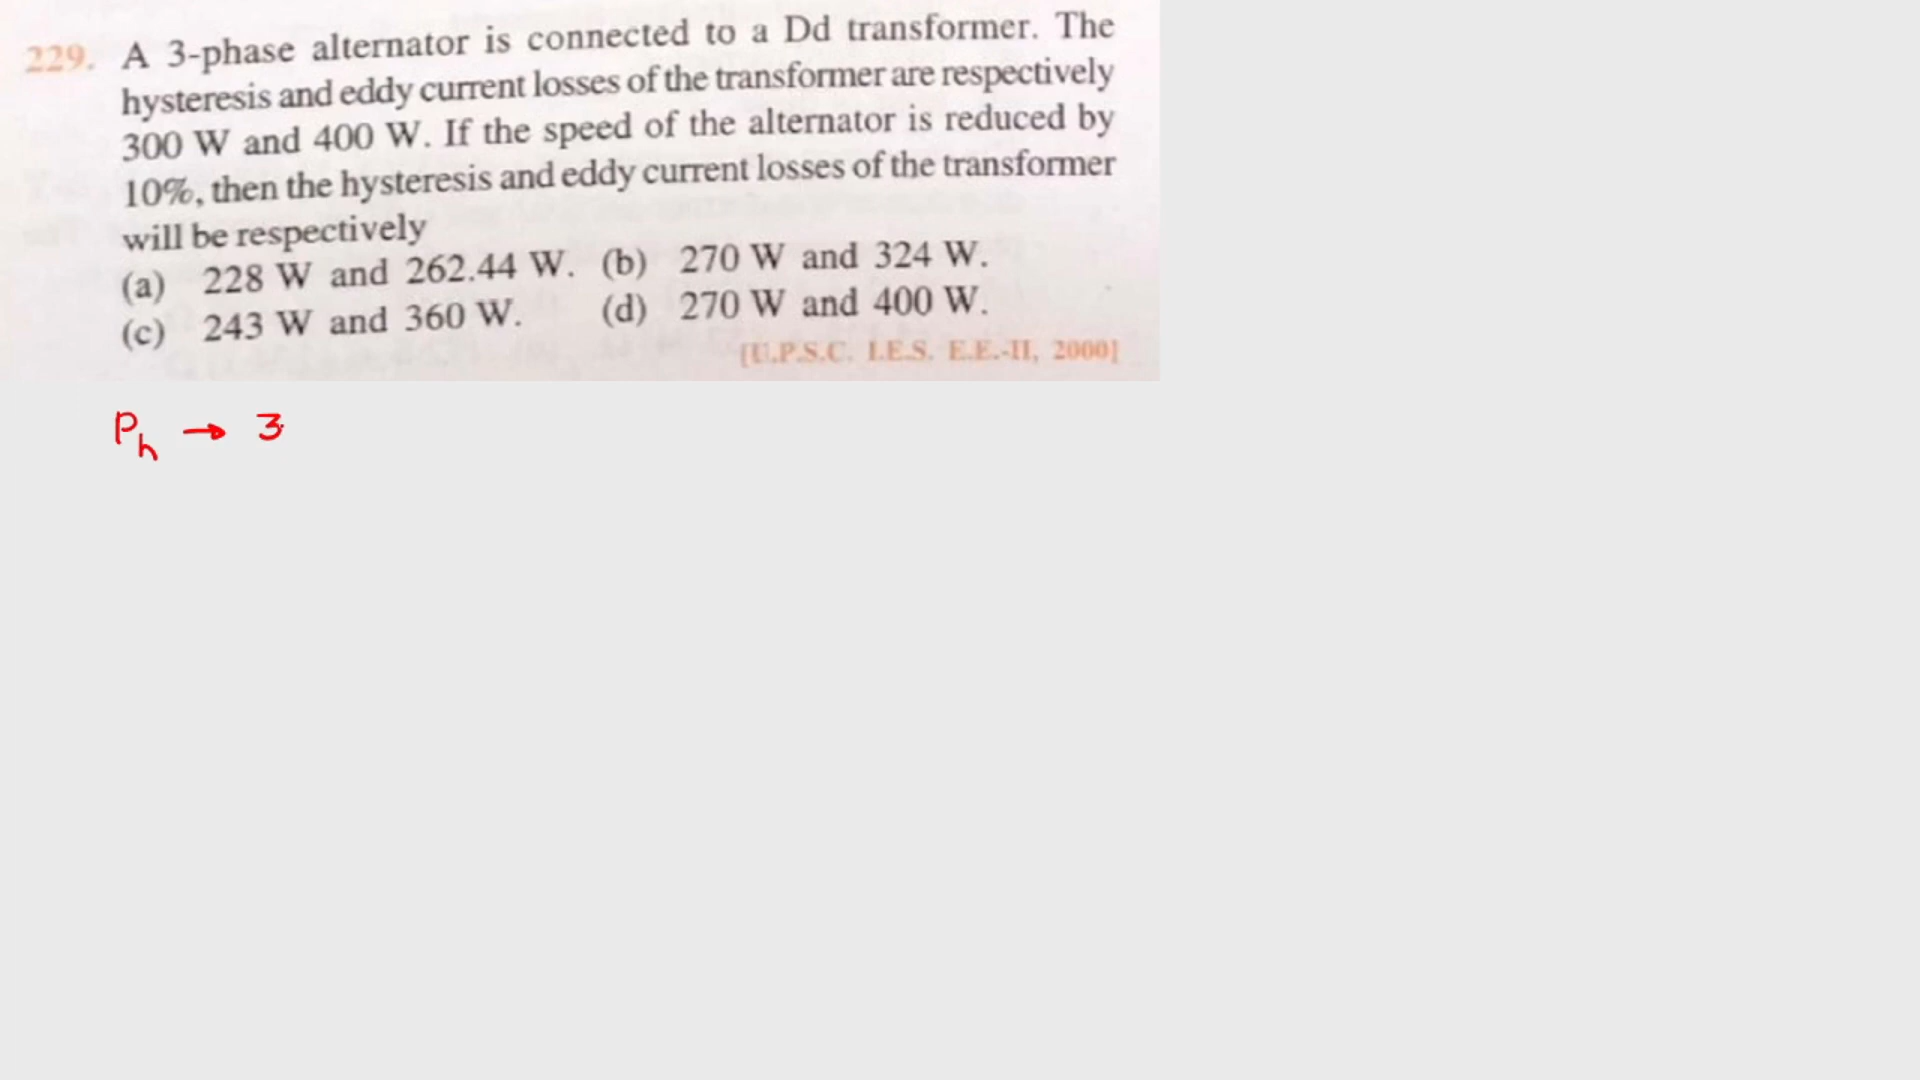 229. A 3-phase alternator is connected to a Dd transformer. The
hysteresis and eddy current losses of the transformer are respectively
300 W and 400 W. If the speed of the alternator is reduced by
10%, then the hysteresis and eddy current losses of the transformer
will be respectively
(a) 228 W and 262.44 W. (b) 270 W and 324 W.
(c) 243 W and 360 W. (d) 270 W and 400 W.
[U.P.S.C. I.E.S. E.E.-II, 2000]
Ph → 3